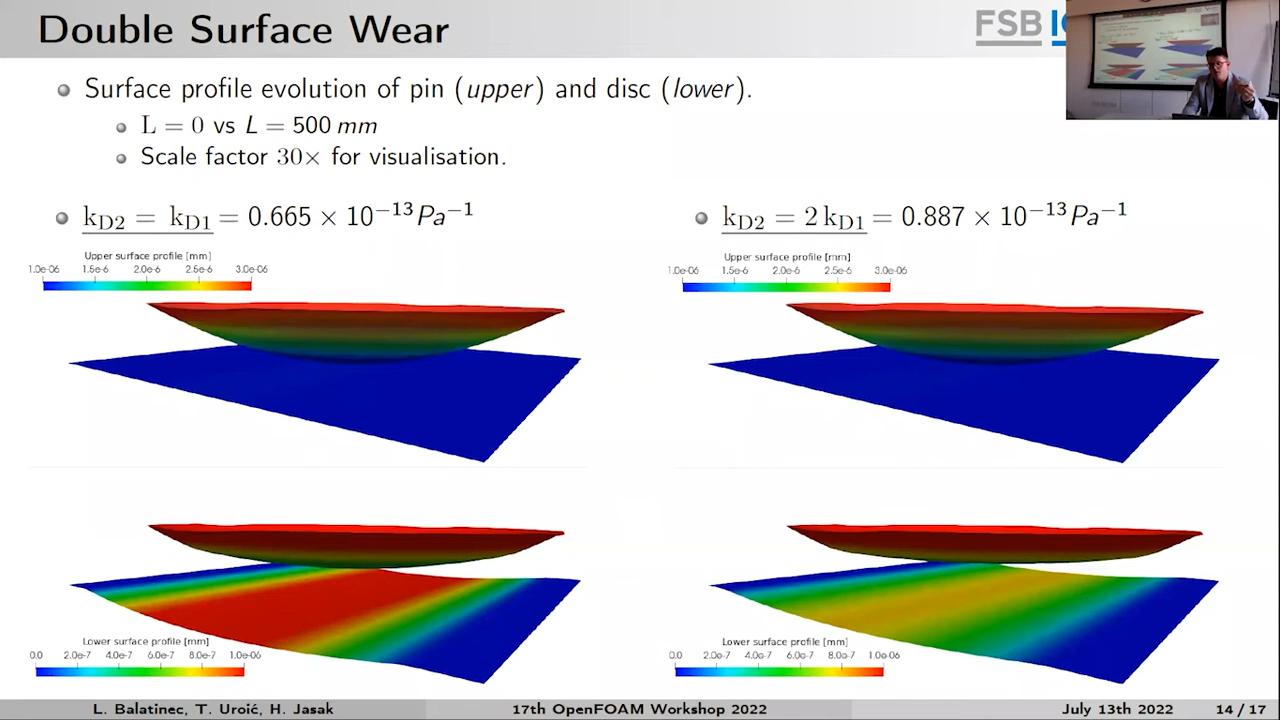 Double Surface Wear
FSB
Surface profile evolution of pin (upper) and disc (lower).
L = 0 vs L = 500 mm
Scale factor 30× for visualisation.
k_D2 = k_D1 = 0.665 × 10⁻¹³ Pa⁻¹
k_D2 = 2 k_D1 = 0.887 × 10⁻¹³ Pa⁻¹
Upper surface profile [mm]
1.0e-06 1.5e-6 2.0e-6 2.5e-6 3.0e-06
Upper surface profile [mm]
1.0e-06 1.5e-6 2.0e-6 2.5e-6 3.0e-06
Lower surface profile [mm]
0.0 2.0e-7 4.0e-7 6.0e-7 8.0e-7 1.0e-06
Lower surface profile [mm]
0.0 2.0e-7 4.0e-7 6.0e-7 8.0e-7 1.0e-06
L. Balatinec, T. Uroić, H. Jasak
17th OpenFOAM Workshop 2022
July 13th 2022 14 / 17